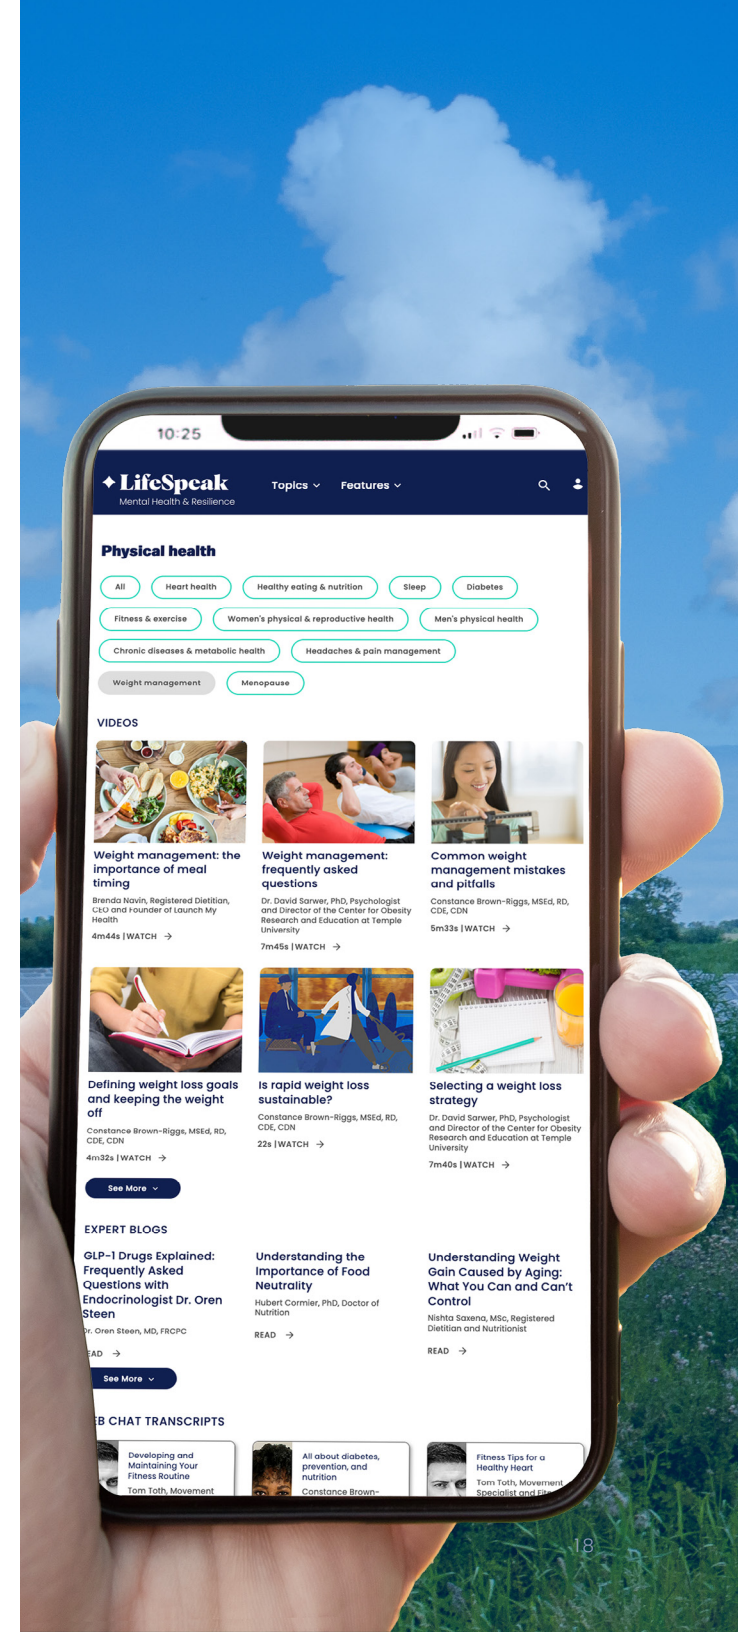 10:25
LifeSpeak
Mental Health & Resilience
Topics
Features
Physical health
All
Heart health
Healthy eating & nutrition
Sleep
Diabetes
Fitness & exercise
Women's physical & reproductive health
Men's physical health
Chronic diseases & metabolic health
Headaches & pain management
Weight management
Menopause
VIDEOS
Weight management: the
importance of meal
timing
Brenda Navin, Registered Dietitian,
CEO and Founder of Launch My
Health
4m44s | WATCH →
Weight management:
frequently asked
questions
Dr. David Sarwer, PhD, Psychologist
and Director of the Center for Obesity
Research and Education at Temple
University
7m45s | WATCH →
Common weight
management mistakes
and pitfalls
Constance Brown-Riggs, MSEd, RD,
CDE, CDN
5m33s | WATCH →
Defining weight loss goals
and keeping the weight
off
Constance Brown-Riggs, MSEd, RD,
CDE, CDN
4m32s | WATCH →
Is rapid weight loss
sustainable?
Constance Brown-Riggs, MSEd, RD,
CDE, CDN
22s | WATCH →
Selecting a weight loss
strategy
Dr. David Sarwer, PhD, Psychologist
and Director of the Center for Obesity
Research and Education at Temple
University
7m40s | WATCH →
See More
EXPERT BLOGS
GLP-1 Drugs Explained:
Frequently Asked
Questions with
Endocrinologist Dr. Oren
Steen
Dr. Oren Steen, MD, FRCPC
EAD →
Understanding the
Importance of Food
Neutrality
Hubert Cormier, PhD, Doctor of
Nutrition
READ →
Understanding Weight
Gain Caused by Aging:
What You Can and Can't
Control
Nishta Saxena, MSc, Registered
Dietitian and Nutritionist
READ →
See More
EB CHAT TRANSCRIPTS
Developing and
Maintaining Your
Fitness Routine
Tom Toth, Movement
All about diabetes,
prevention, and
nutrition
Constance Brown-
Fitness Tips for a
Healthy Heart
Tom Toth, Movement
Specialist and Fit
18